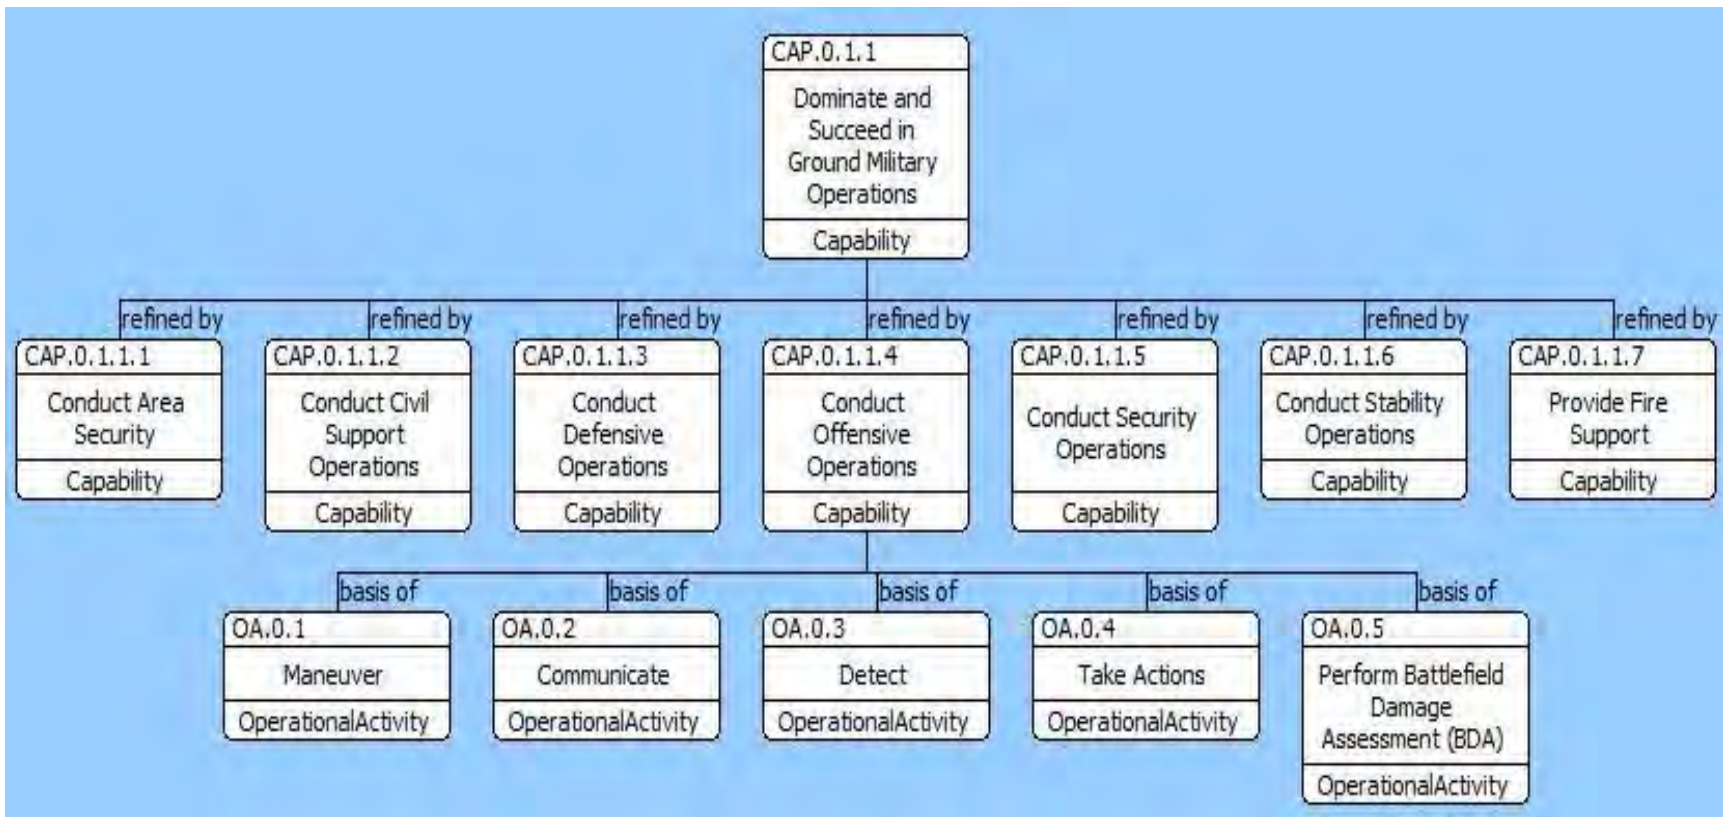 CAP.0.1.1
Dominate and
Succeed in
Ground Military
Operations
Capability
refined by
refined by
refined by
refined by
refined by
refined by
refined by
CAP.0.1.1.1
Conduct Area
Security
Capability
CAP.0.1.1.2
Conduct Civil
Support
Operations
Capability
CAP.0.1.1.3
Conduct
Defensive
Operations
Capability
CAP.0.1.1.4
Conduct
Offensive
Operations
Capability
CAP.0.1.1.5
Conduct Security
Operations
Capability
CAP.0.1.1.6
Conduct Stability
Operations
Capability
CAP.0.1.1.7
Provide Fire
Support
Capability
basis of
basis of
basis of
basis of
basis of
OA.0.1
Maneuver
OperationalActivity
OA.0.2
Communicate
OperationalActivity
OA.0.3
Detect
OperationalActivity
OA.0.4
Take Actions
OperationalActivity
OA.0.5
Perform Battlefield
Damage
Assessment (BDA)
OperationalActivity